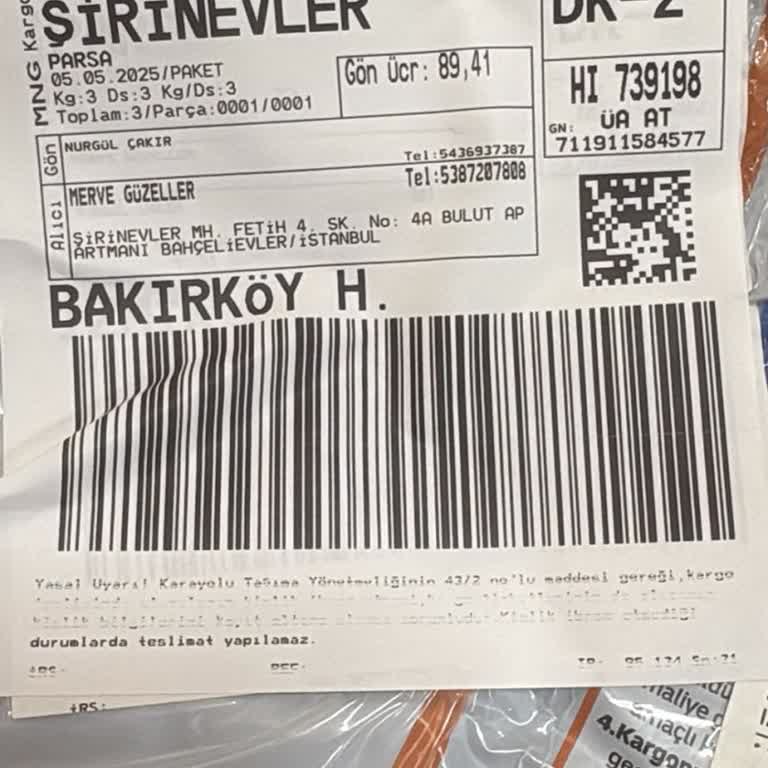 MNG Kargo
ŞİRİNEVLER
DR-2
PARSA
05.05.2025/PAKET
Kg:3 Ds:3 Kg/Ds:3
Toplam:3/Parça:0001/0001
Gön Ücr: 89,41
HI 739198
ÜA AT
GN:
711911584577
Gön
NURGÜL ÇAKIR
Tel:5436937387
Alıcı
MERVE GÜZELLER
Tel:5387207808
ŞİRİNEVLER MH. FETİH 4. SK. No: 4A BULUT AP
ARTMANI BAHÇELİEVLER/İSTANBUL
BAKIRKÖY H.
Yasal Uyarı! Karayolu Taşıma Yönetmeliğinin 43/2 no'lu maddesi gereği,kargo
durumlarda teslimat yapılamaz.
4.Kargo